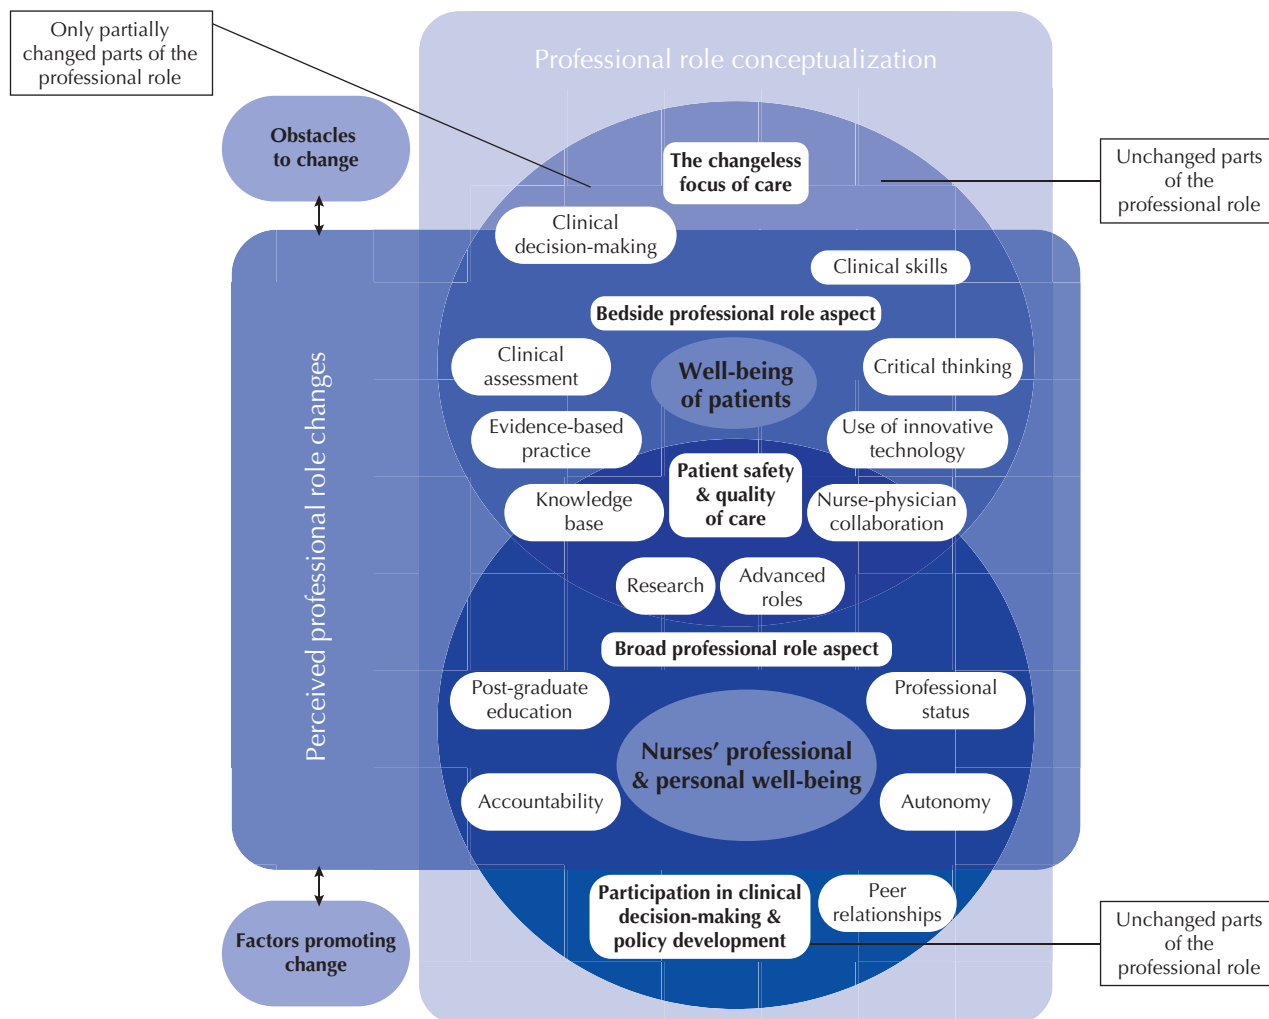 Only partially
changed parts of the
professional role
Professional role conceptualization
Obstacles
to change
The changeless
focus of care
Unchanged parts
of the
professional role
Clinical
decision-making
Clinical skills
Bedside professional role aspect
Clinical
assessment
Well-being
of patients
Critical thinking
Evidence-based
practice
Use of innovative
technology
Patient safety
& quality
of care
Knowledge
base
Nurse-physician
collaboration
Research
Advanced
roles
Perceived professional role changes
Broad professional role aspect
Post-graduate
education
Professional
status
Nurses’ professional
& personal well-being
Accountability
Autonomy
Participation in clinical
decision-making &
policy development
Peer
relationships
Factors promoting
change
Unchanged parts
of the
professional role